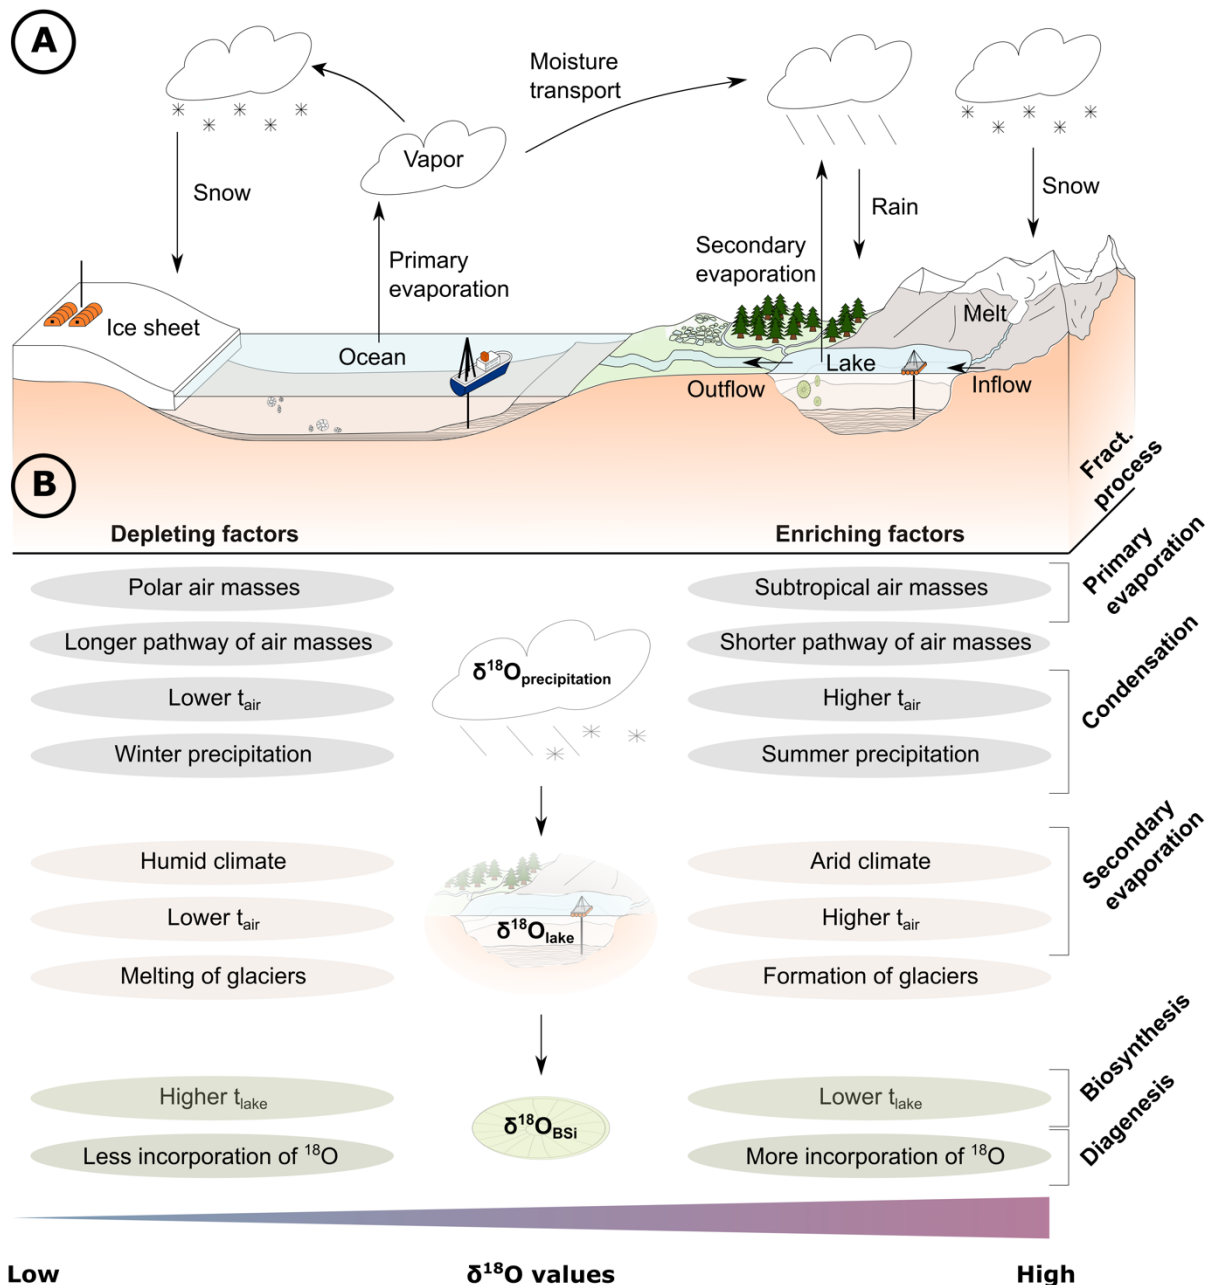 A
Moisture
transport
Vapor
Snow
Rain
Snow
Primary
evaporation
Secondary
evaporation
Ice sheet
Ocean
Melt
Lake
Outflow
Inflow
Fract.
process
B
Depleting factors
Enriching factors
Polar air masses
Subtropical air masses
Primary
evaporation
Longer pathway of air masses
Shorter pathway of air masses
δ¹⁸Oprecipitation
Condensation
Lower tair
Higher tair
Winter precipitation
Summer precipitation
Humid climate
Arid climate
Secondary
evaporation
Lower tair
δ¹⁸Olake
Higher tair
Melting of glaciers
Formation of glaciers
Higher tlake
Lower tlake
Biosynthesis
δ¹⁸OBSi
Less incorporation of ¹⁸O
More incorporation of ¹⁸O
Diagenesis
Low
δ¹⁸O values
High